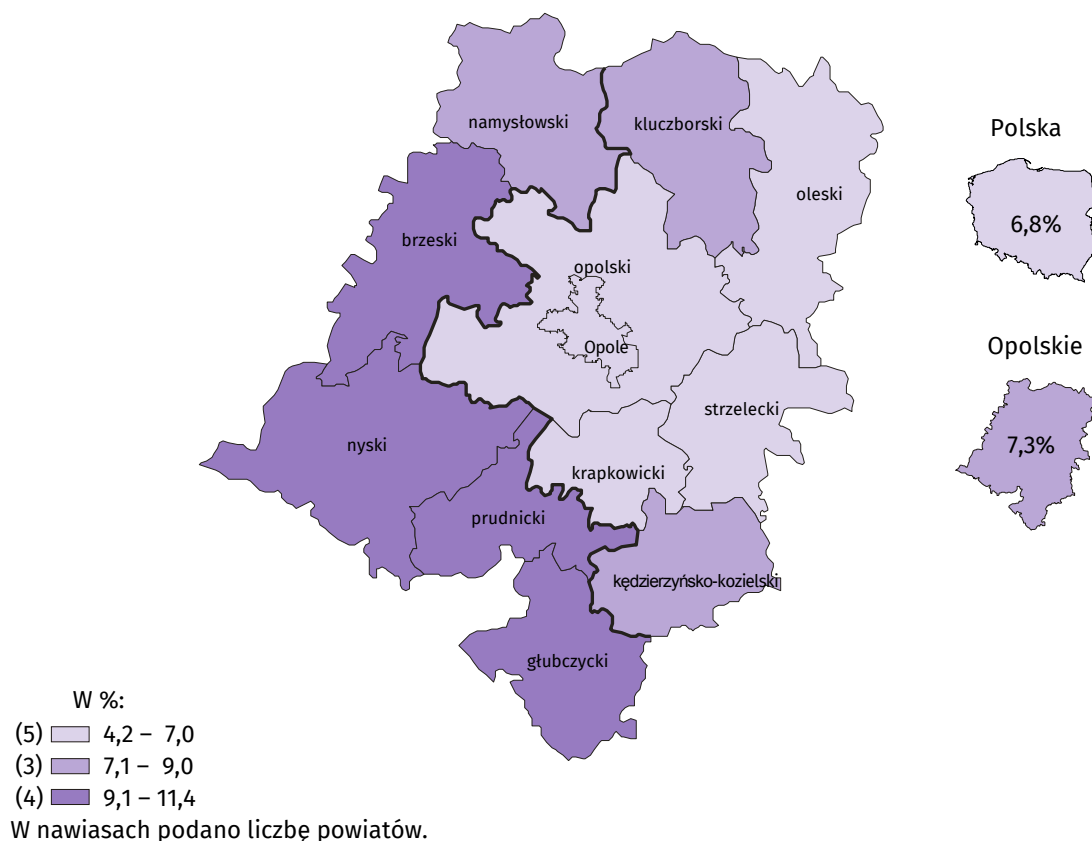 namysłowski
kluczborski
oleski
brzeski
opolski
Opole
strzelecki
nyski
krapkowicki
prudnicki
kędzierzyńsko-kozielski
głubczycki
Polska
6,8%
Opolskie
7,3%
W %:
(5) 4,2 – 7,0
(3) 7,1 – 9,0
(4) 9,1 – 11,4
W nawiasach podano liczbę powiatów.